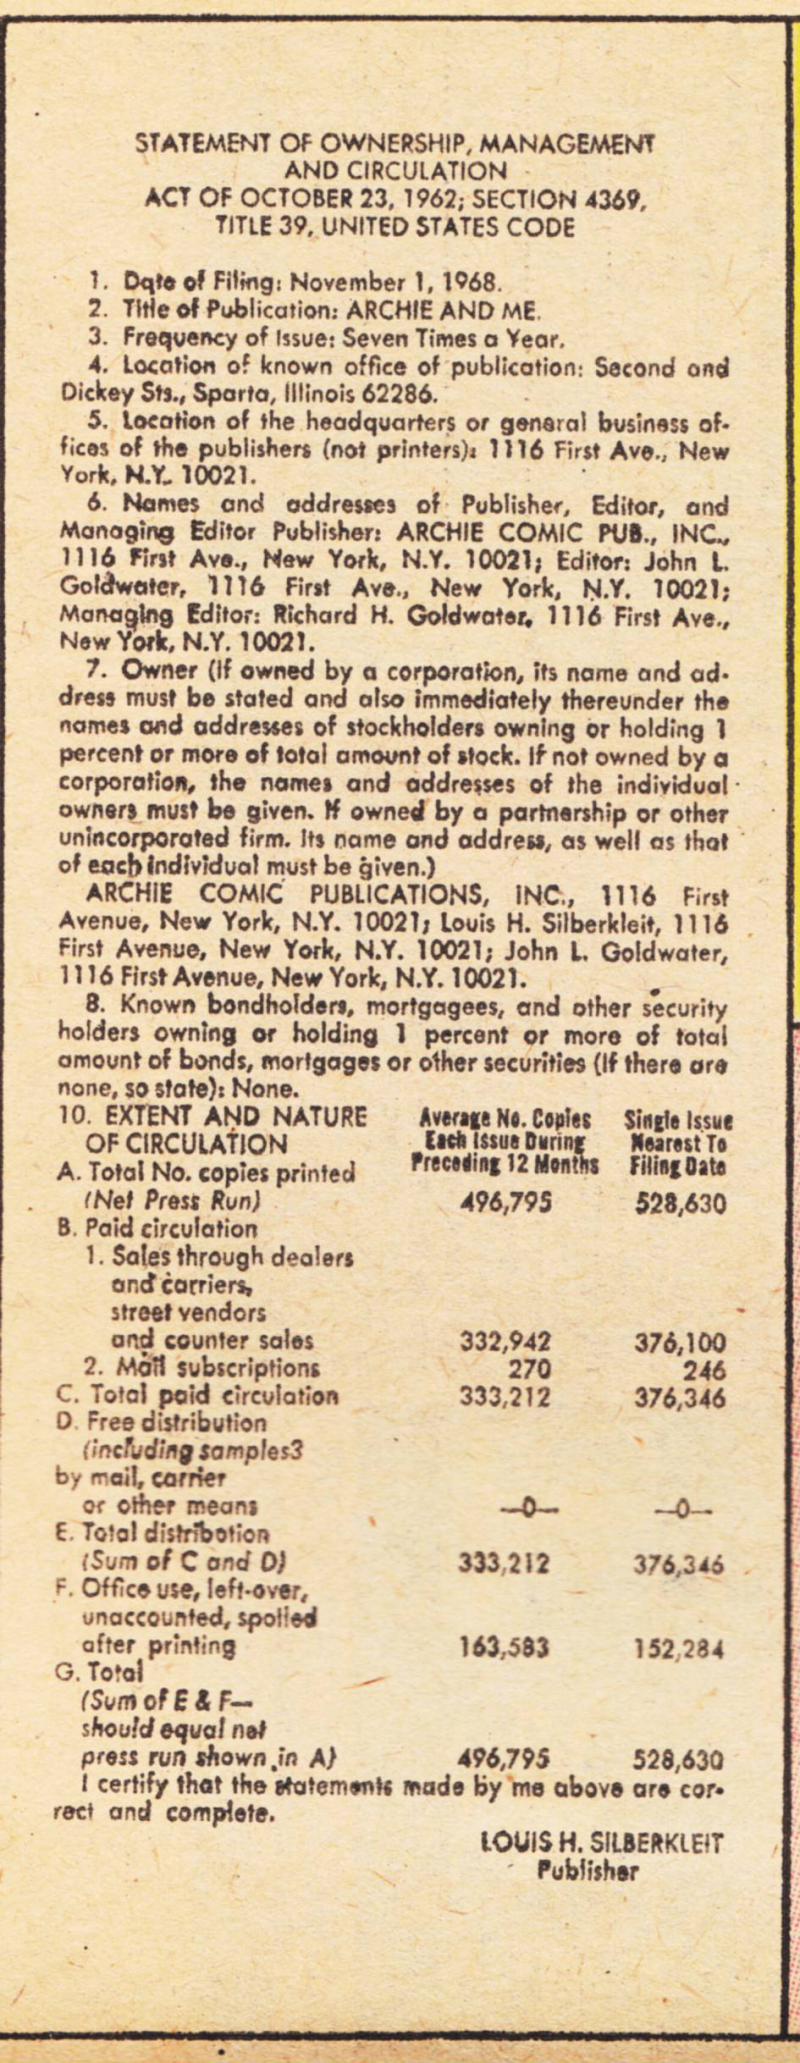 STATEMENT OF OWNERSHIP, MANAGEMENT
AND CIRCULATION
ACT OF OCTOBER 23, 1962; SECTION 4369,
TITLE 39, UNITED STATES CODE
1. Date of Filing: November 1, 1968.
2. Title of Publication: ARCHIE AND ME.
3. Frequency of Issue: Seven Times a Year.
4. Location of known office of publication: Second and
Dickey Sts., Sparta, Illinois 62286.
5. Location of the headquarters or general business of-
fices of the publishers (not printers): 1116 First Ave., New
York, N.Y. 10021.
6. Names and addresses of Publisher, Editor, and
Managing Editor Publisher: ARCHIE COMIC PUB., INC.,
1116 First Ave., New York, N.Y. 10021; Editor: John L.
Goldwater, 1116 First Ave., New York, N.Y. 10021;
Managing Editor: Richard H. Goldwater, 1116 First Ave.,
New York, N.Y. 10021.
7. Owner (If owned by a corporation, its name and ad-
dress must be stated and also immediately thereunder the
names and addresses of stockholders owning or holding 1
percent or more of total amount of stock. If not owned by a
corporation, the names and addresses of the individual
owners must be given. If owned by a partnership or other
unincorporated firm. Its name and address, as well as that
of each individual must be given.)
ARCHIE COMIC PUBLICATIONS, INC., 1116 First
Avenue, New York, N.Y. 10021; Louis H. Silberkleit, 1116
First Avenue, New York, N.Y. 10021; John L. Goldwater,
1116 First Avenue, New York, N.Y. 10021.
8. Known bondholders, mortgagees, and other security
holders owning or holding 1 percent or more of total
amount of bonds, mortgages or other securities (If there are
none, so state): None.
10. EXTENT AND NATURE Average No. Copies Single Issue
OF CIRCULATION Each Issue During Nearest To
A. Total No. copies printed Preceding 12 Months Filing Date
(Net Press Run) 496,795 528,630
B. Paid circulation
1. Sales through dealers
and carriers,
street vendors
and counter sales 332,942 376,100
2. Mail subscriptions 270 246
C. Total paid circulation 333,212 376,346
D. Free distribution
(including samples3
by mail, carrier
or other means —0— —0—
E. Total distribotion
(Sum of C and D) 333,212 376,346
F. Office use, left-over,
unaccounted, spoiled
after printing 163,583 152,284
G. Total
(Sum of E & F—
should equal net
press run shown in A) 496,795 528,630
I certify that the statements made by me above are cor-
rect and complete.
LOUIS H. SILBERKLEIT
Publisher